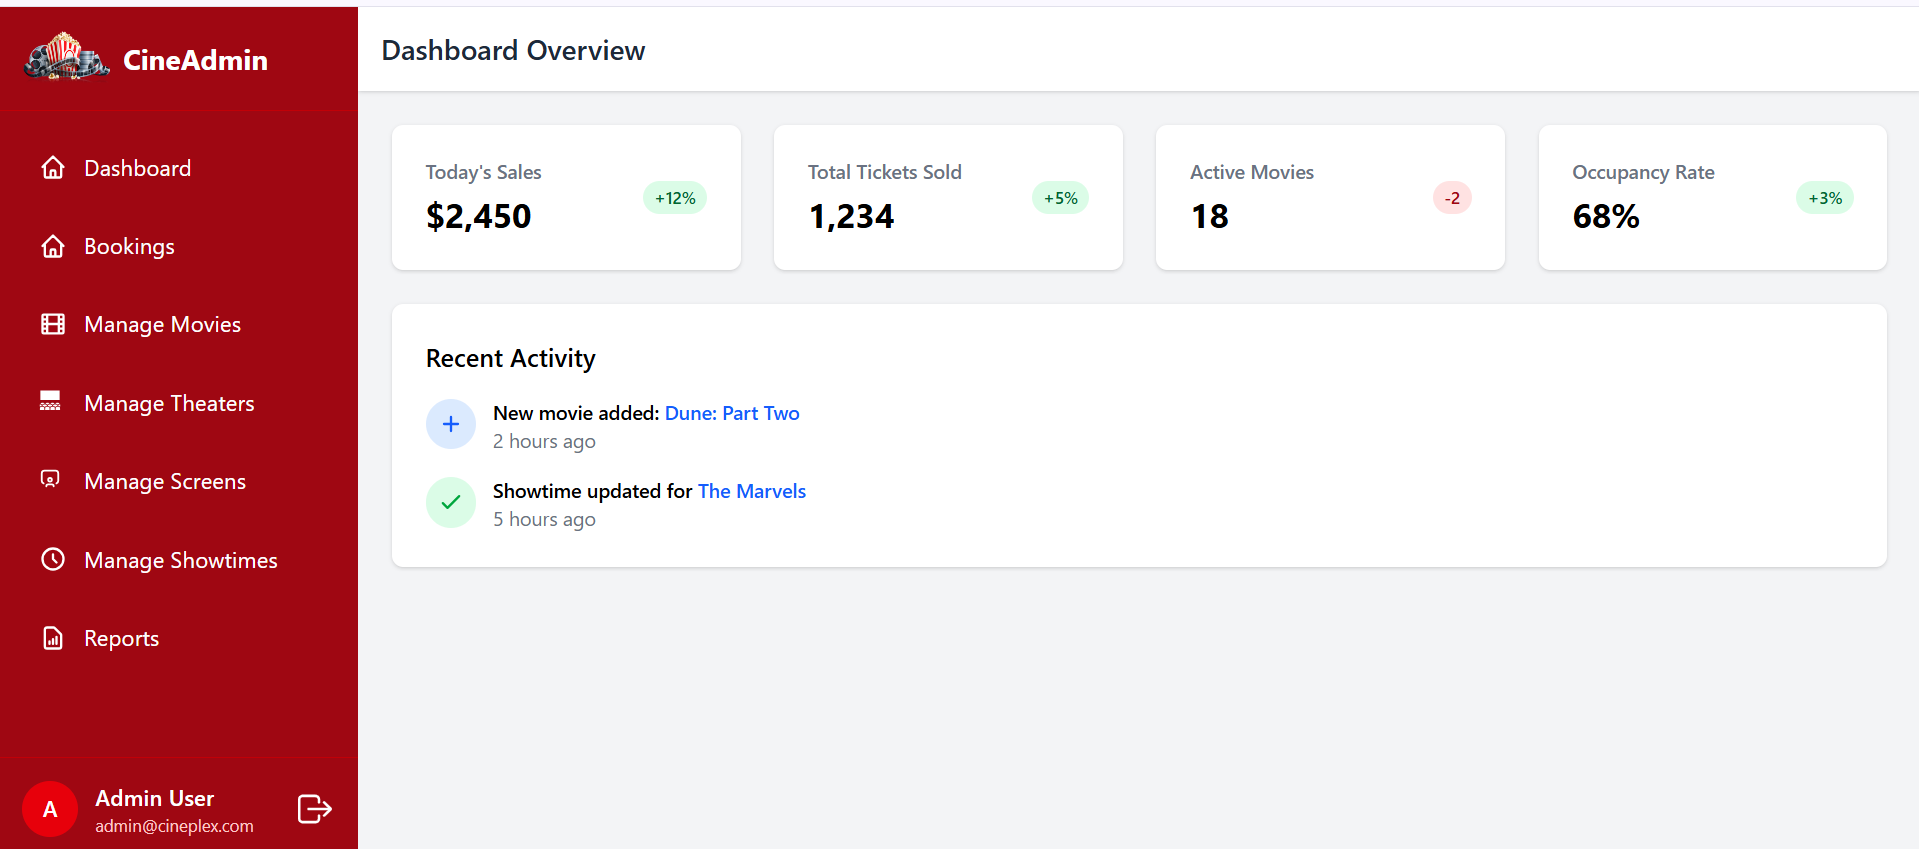 CineAdmin
Dashboard
Bookings
Manage Movies
Manage Theaters
Manage Screens
Manage Showtimes
Reports
A
Admin User
admin@cineplex.com
Dashboard Overview
Today's Sales
$2,450
+12%
Total Tickets Sold
1,234
+5%
Active Movies
18
-2
Occupancy Rate
68%
+3%
Recent Activity
New movie added: Dune: Part Two
2 hours ago
Showtime updated for The Marvels
5 hours ago